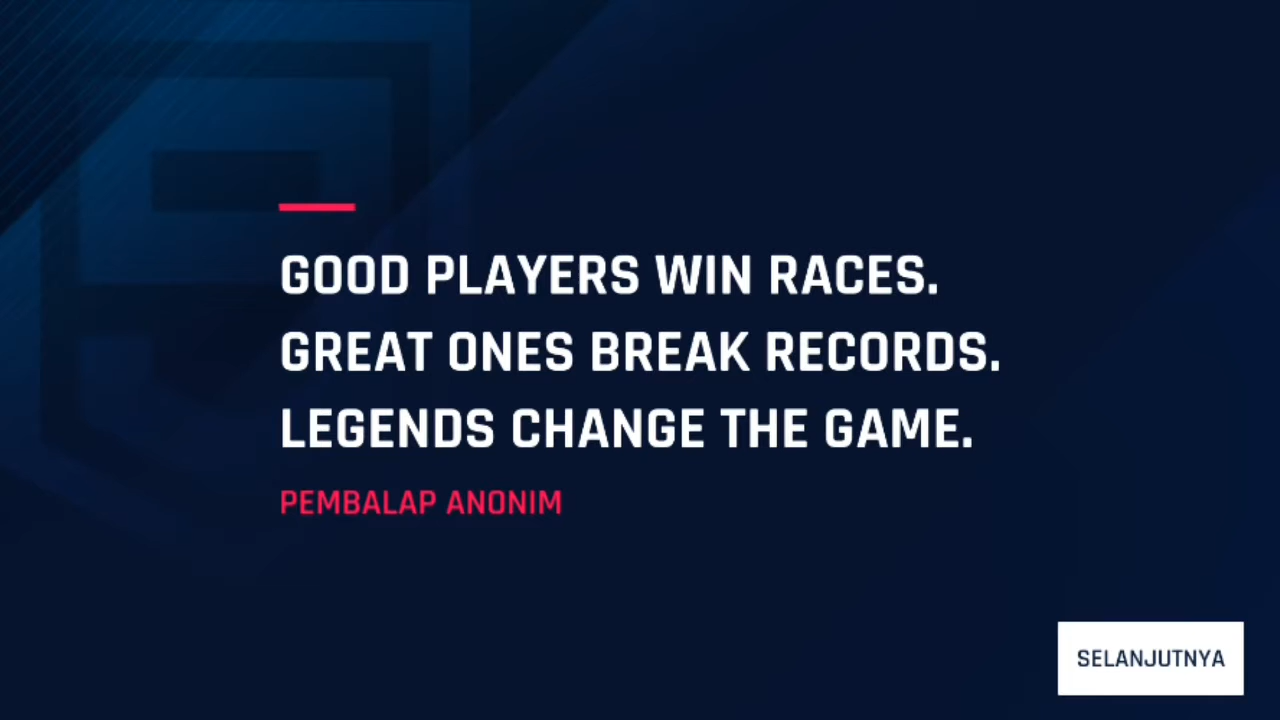 GOOD PLAYERS WIN RACES.
GREAT ONES BREAK RECORDS.
LEGENDS CHANGE THE GAME.
PEMBALAP ANONIM
SELANJUTNYA